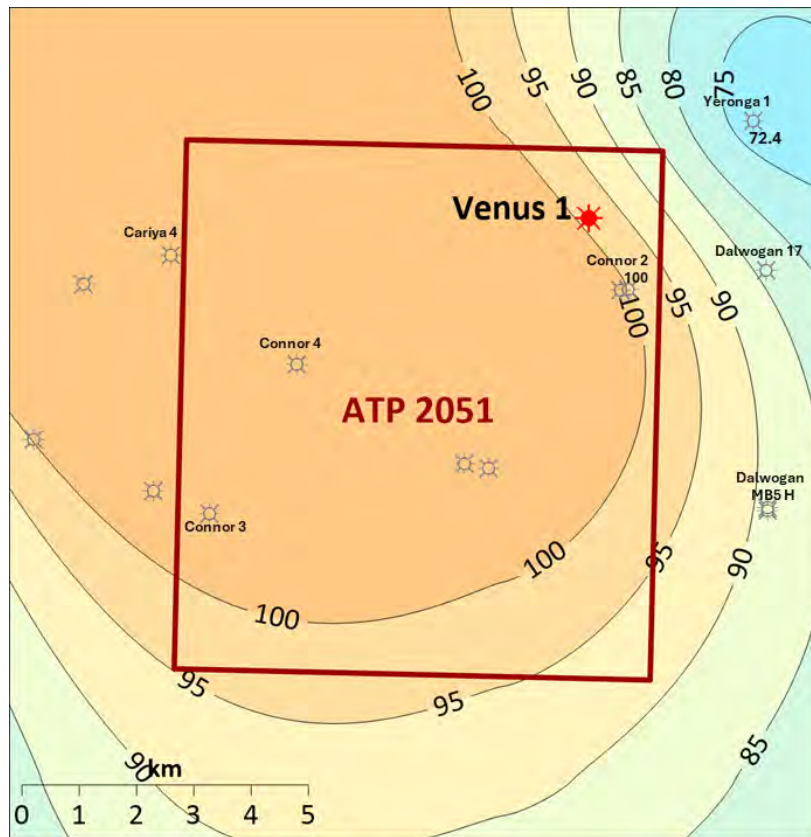 100
95
90
85
80
75
Yeronga 1
72.4
Venus 1
Cariya 4
Dalwogan 17
Connor 2
100
100
95
90
Connor 4
ATP 2051
Dalwogan
MB5 H
Connor 3
100
95
90
100
95
95
90
85
km
0 1 2 3 4 5